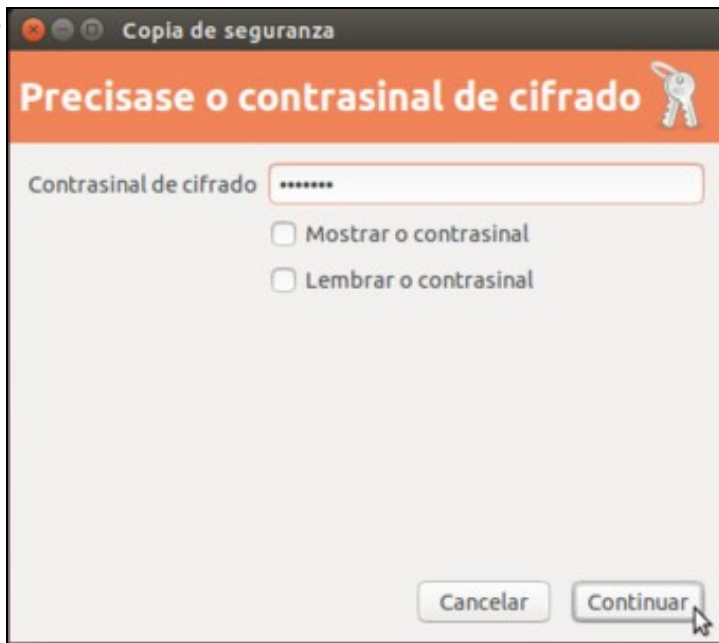 Copia de seguranza
Precisase o contrasinal de cifrado
Contrasinal de cifrado •••••••
Mostrar o contrasinal
Lembrar o contrasinal
Cancelar Continuar